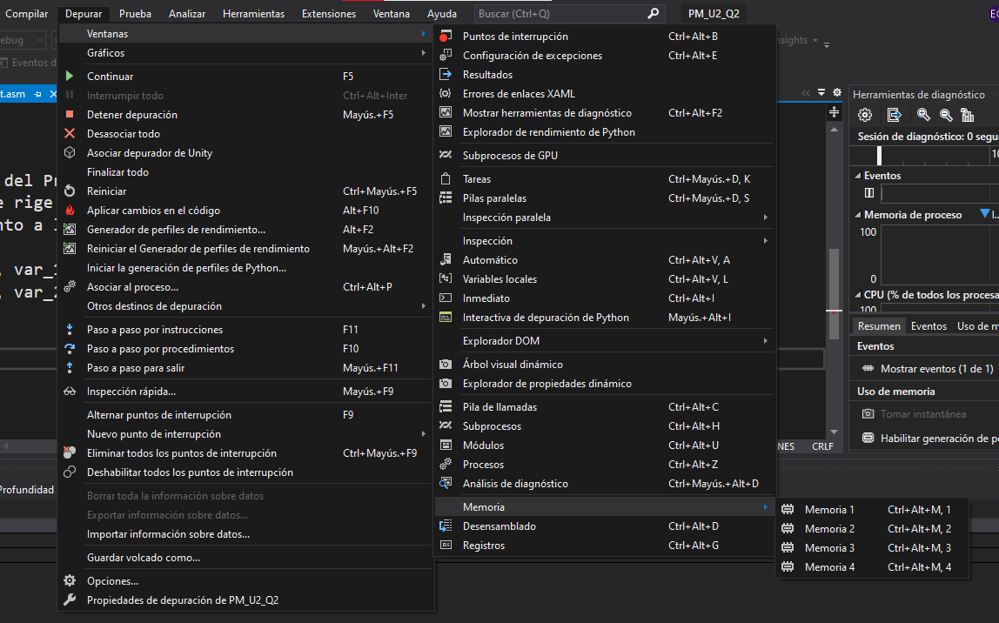 Compilar Depurar Prueba Analizar Herramientas Extensiones Ventana Ayuda Buscar (Ctrl+Q) PM_U2_Q2
ebug
nsights
Eventos d
t.asm
del P
e rige
nto a
, var_
, var_
Profundidad
Ventanas
Gráficos
Continuar F5
Interrumpir todo Ctrl+Alt+Inter
Detener depuración Mayús.+F5
Desasociar todo
Asociar depurador de Unity
Finalizar todo
Reiniciar Ctrl+Mayús.+F5
Aplicar cambios en el código Alt+F10
Generador de perfiles de rendimiento... Alt+F2
Reiniciar el Generador de perfiles de rendimiento Mayús.+Alt+F2
Iniciar la generación de perfiles de Python...
Asociar al proceso... Ctrl+Alt+P
Otros destinos de depuración
Paso a paso por instrucciones F11
Paso a paso por procedimientos F10
Paso a paso para salir Mayús.+F11
Inspección rápida... Mayús.+F9
Alternar puntos de interrupción F9
Nuevo punto de interrupción
Eliminar todos los puntos de interrupción Ctrl+Mayús.+F9
Deshabilitar todos los puntos de interrupción
Borrar toda la información sobre datos
Exportar información sobre datos...
Importar información sobre datos...
Guardar volcado como...
Opciones...
Propiedades de depuración de PM_U2_Q2
Puntos de interrupción Ctrl+Alt+B
Configuración de excepciones Ctrl+Alt+E
Resultados
Errores de enlaces XAML
Mostrar herramientas de diagnóstico Ctrl+Alt+F2
Explorador de rendimiento de Python
Subprocesos de GPU
Tareas Ctrl+Mayús.+D, K
Pilas paralelas Ctrl+Mayús.+D, S
Inspección paralela
Inspección
Automático Ctrl+Alt+V, A
Variables locales Ctrl+Alt+V, L
Inmediato Ctrl+Alt+I
Interactiva de depuración de Python Mayús.+Alt+I
Explorador DOM
Árbol visual dinámico
Explorador de propiedades dinámico
Pila de llamadas Ctrl+Alt+C
Subprocesos Ctrl+Alt+H
Módulos Ctrl+Alt+U
Procesos Ctrl+Alt+Z
Análisis de diagnóstico Ctrl+Mayús.+Alt+D
Memoria
Desensamblado Ctrl+Alt+D
Registros Ctrl+Alt+G
Memoria 1 Ctrl+Alt+M, 1
Memoria 2 Ctrl+Alt+M, 2
Memoria 3 Ctrl+Alt+M, 3
Memoria 4 Ctrl+Alt+M, 4
NES CRLF
Herramientas de diagnóstico
Sesión de diagnóstico: 0 segu
10
Eventos
Memoria de proceso
100
0
CPU (% de todos los procesa
100
Resumen Eventos Uso de m
Eventos
Mostrar eventos (1 de 1)
Uso de memoria
Tomar instantánea
Habilitar generación de pe